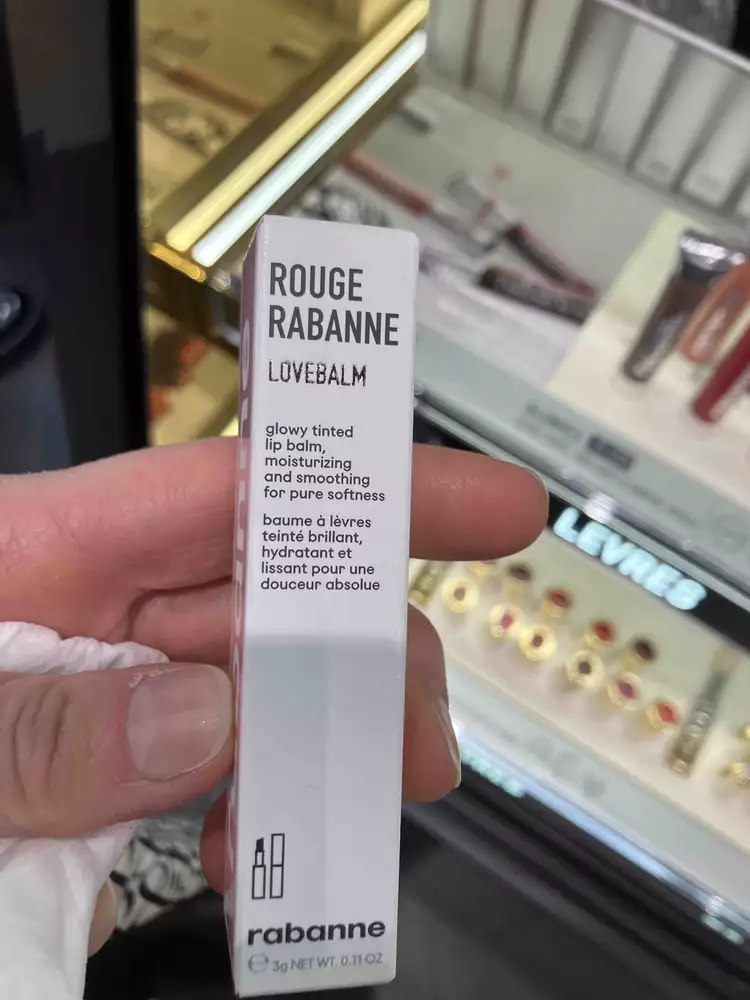 ROUGE
RABANNE
LOVEBALM
glowy tinted
lip balm,
moisturizing
and smoothing
for pure softness
baume à lèvres
teinté brillant,
hydratant et
lissant pour une
douceur absolue
rabanne
℮ 3g NET WT. 0.11 OZ
LÈVRES